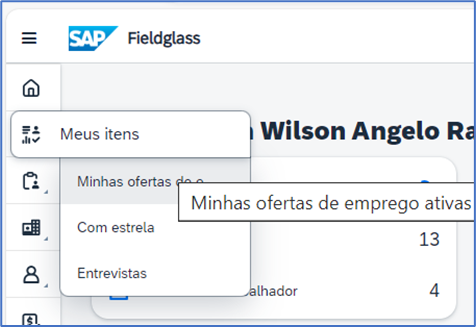 SAP Fieldglass
Meus itens
Wilson Angelo Ra
Minhas ofertas de
Minhas ofertas de emprego ativas
Com estrela
13
Entrevistas
balhador
4